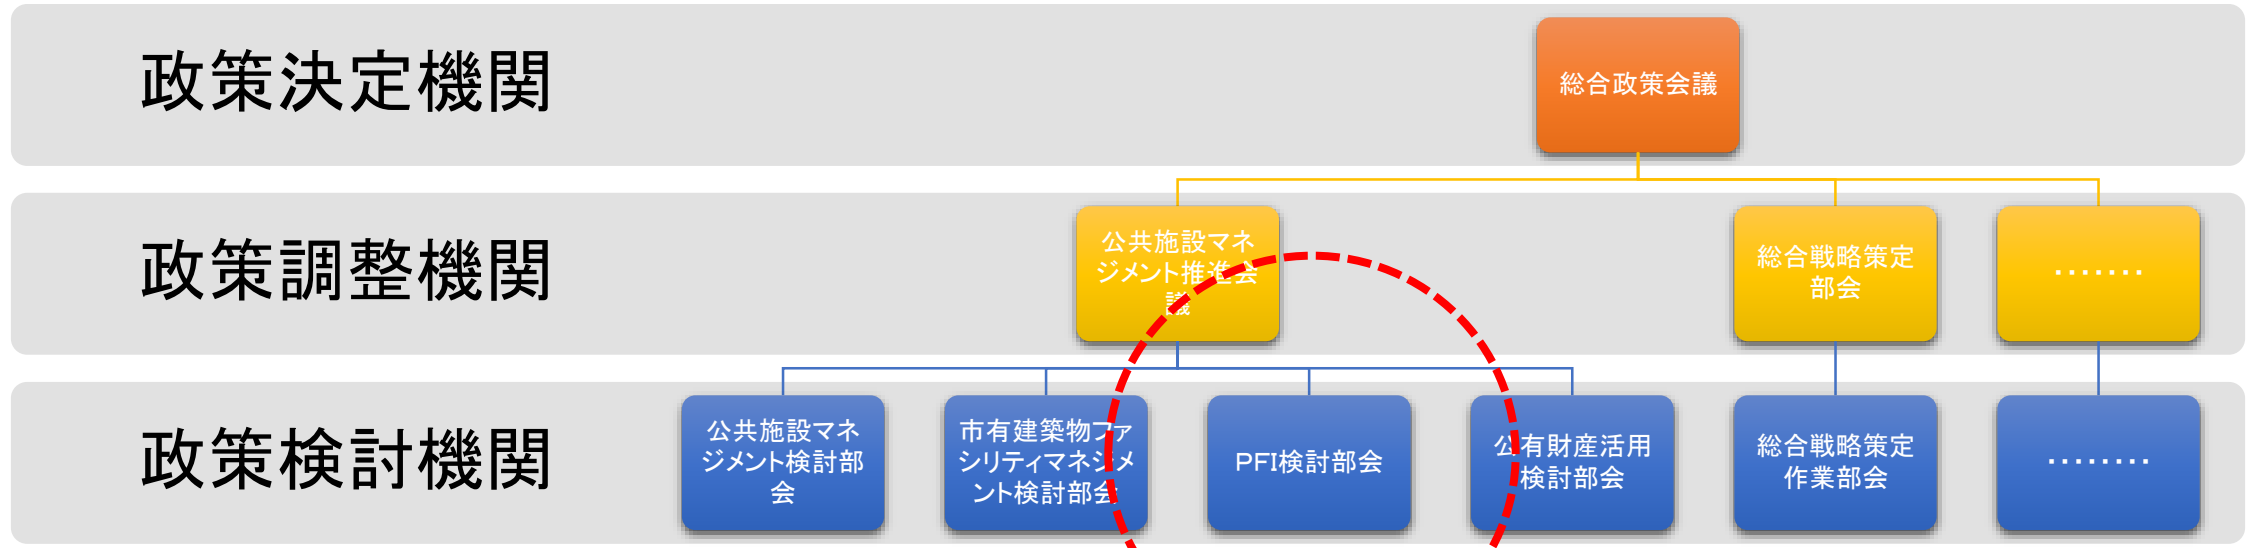 政策決定機関
総合政策会議
政策調整機関
公共施設マネ
ジメント推進会
議
総合戦略策定
部会
・・・・・・・
政策検討機関
公共施設マネ
ジメント検討部
会
市有建築物ファ
シリティマネジメ
ント検討部会
PFI検討部会
公有財産活用
検討部会
総合戦略策定
作業部会
・・・・・・・・